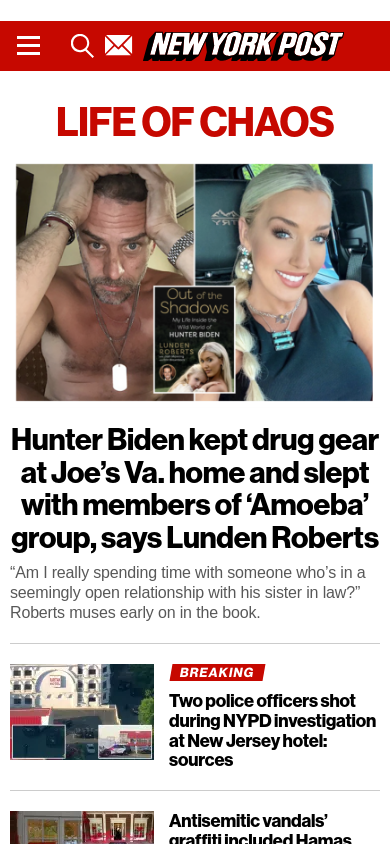 NEW YORK POST
LIFE OF CHAOS
Out of the
Shadows
My Life Inside the
Wild World of
HUNTER BIDEN
LUNDEN
ROBERTS
Hunter Biden kept drug gear
at Joe’s Va. home and slept
with members of ‘Amoeba’
group, says Lunden Roberts
“Am I really spending time with someone who’s in a
seemingly open relationship with his sister in law?”
Roberts muses early on in the book.
BREAKING
Two police officers shot
during NYPD investigation
at New Jersey hotel:
sources
Antisemitic vandals’
graffiti included Hamas